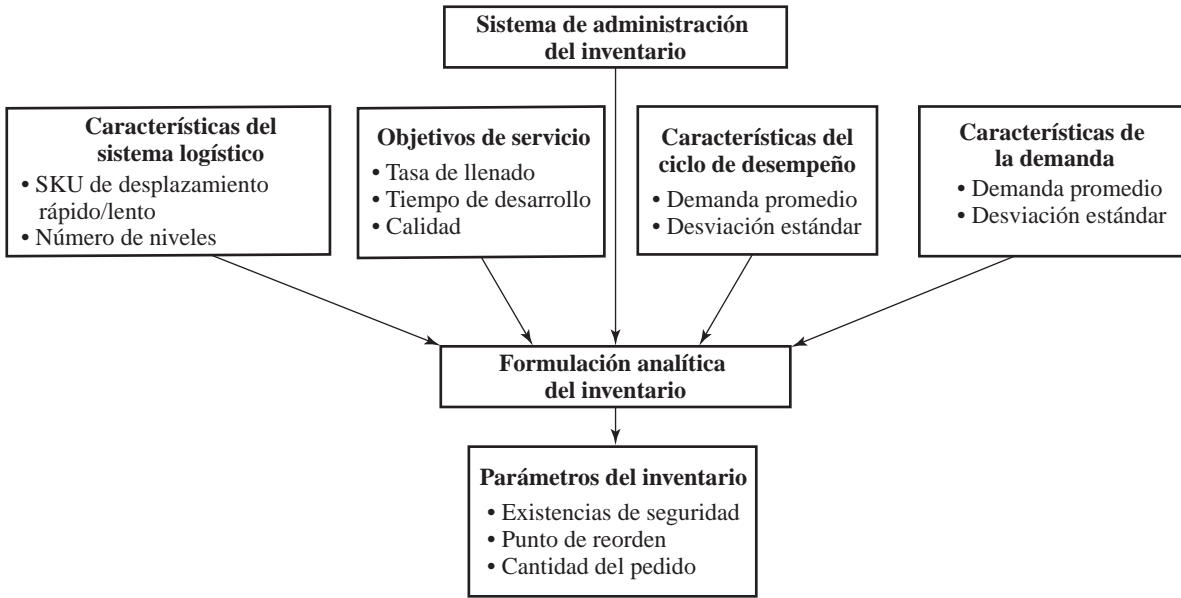 Sistema de administración
del inventario
Características del
sistema logístico
• SKU de desplazamiento
rápido/lento
• Número de niveles
Objetivos de servicio
• Tasa de llenado
• Tiempo de desarrollo
• Calidad
Características del
ciclo de desempeño
• Demanda promedio
• Desviación estándar
Características de
la demanda
• Demanda promedio
• Desviación estándar
Formulación analítica
del inventario
Parámetros del inventario
• Existencias de seguridad
• Punto de reorden
• Cantidad del pedido